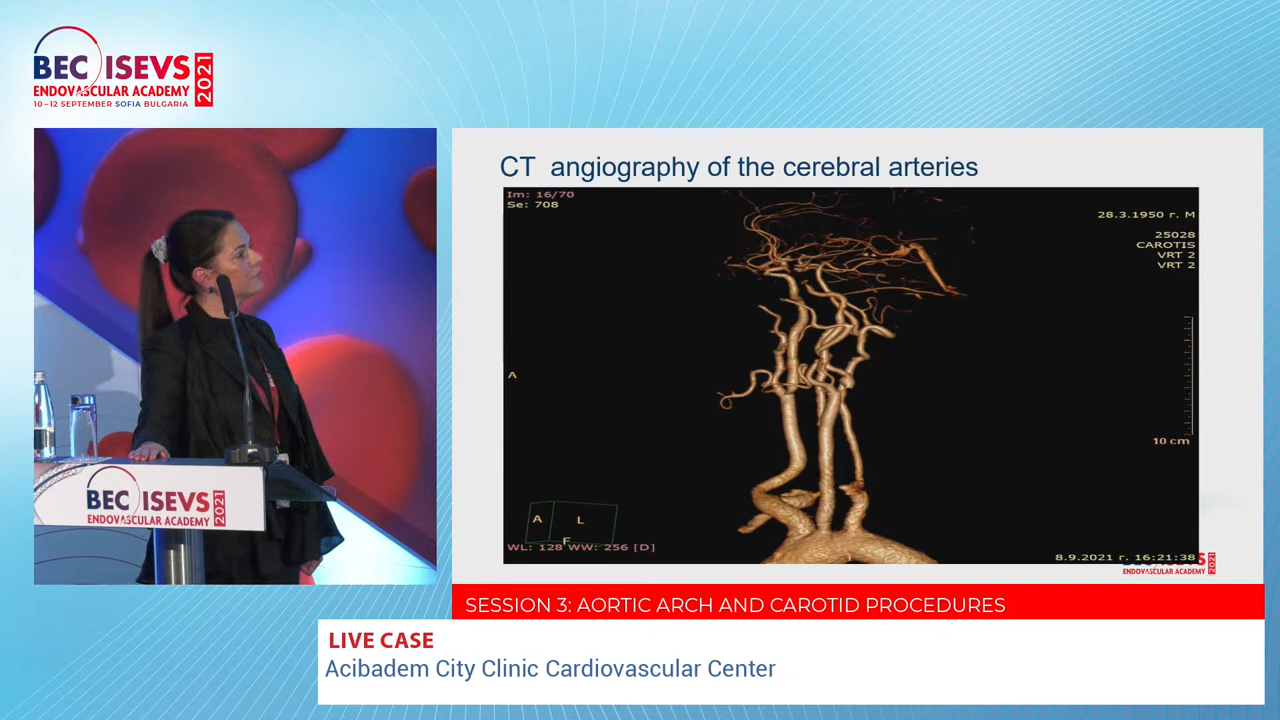 BEC ISEVS 2021
ENDOVASCULAR ACADEMY
10–12 SEPTEMBER SOFIA BULGARIA
BEC ISEVS 2021
ENDOVASCULAR ACADEMY
CT angiography of the cerebral arteries
Im: 16/70
Se: 708
28.3.1950 г. M
25028
CAROTIS
VRT 2
VRT 2
A
10 cm
A
L
F
WL: 128 WW: 256 [D]
8.9.2021 г. 16:21:38
ENDOVASCULAR ACADEMY
2021
SESSION 3: AORTIC ARCH AND CAROTID PROCEDURES
LIVE CASE
Acibadem City Clinic Cardiovascular Center